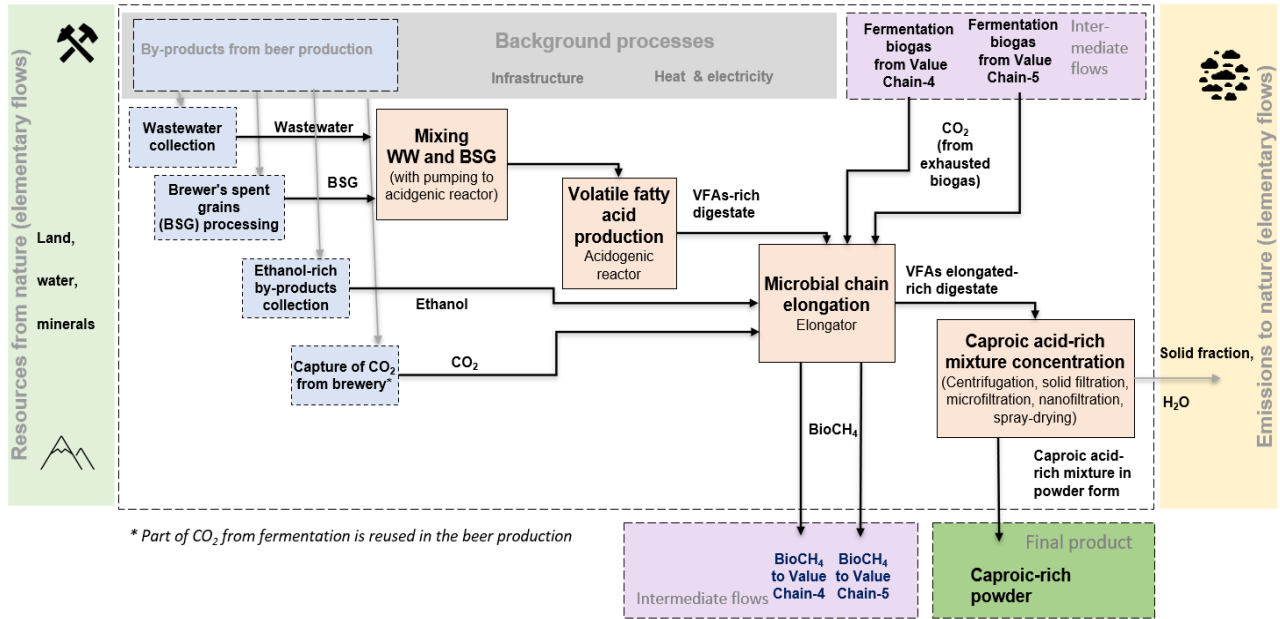 Resources from nature (elementary flows)
Land,
water,
minerals
By-products from beer production
Background processes
Infrastructure
Heat & electricity
Fermentation
biogas
from Value
Chain-4
Fermentation
biogas
from Value
Chain-5
Inter-
mediate
flows
Wastewater
collection
Wastewater
Brewer's spent
grains
(BSG) processing
BSG
Mixing
WW and BSG
(with pumping to
acidgenic reactor)
Volatile fatty
acid
production
Acidogenic
reactor
VFAs-rich
digestate
CO₂
(from
exhausted
biogas)
Ethanol-rich
by-products
collection
Ethanol
Capture of CO₂
from brewery*
CO₂
Microbial chain
elongation
Elongator
VFAs elongated-
rich digestate
Caproic acid-rich
mixture concentration
(Centrifugation, solid filtration,
microfiltration, nanofiltration,
spray-drying)
Solid fraction,
H₂O
Emissions to nature (elementary flows)
BioCH₄
Caproic acid-
rich mixture in
powder form
* Part of CO₂ from fermentation is reused in the beer production
Intermediate flows
BioCH₄
to Value
Chain-4
BioCH₄
to Value
Chain-5
Final product
Caproic-rich
powder